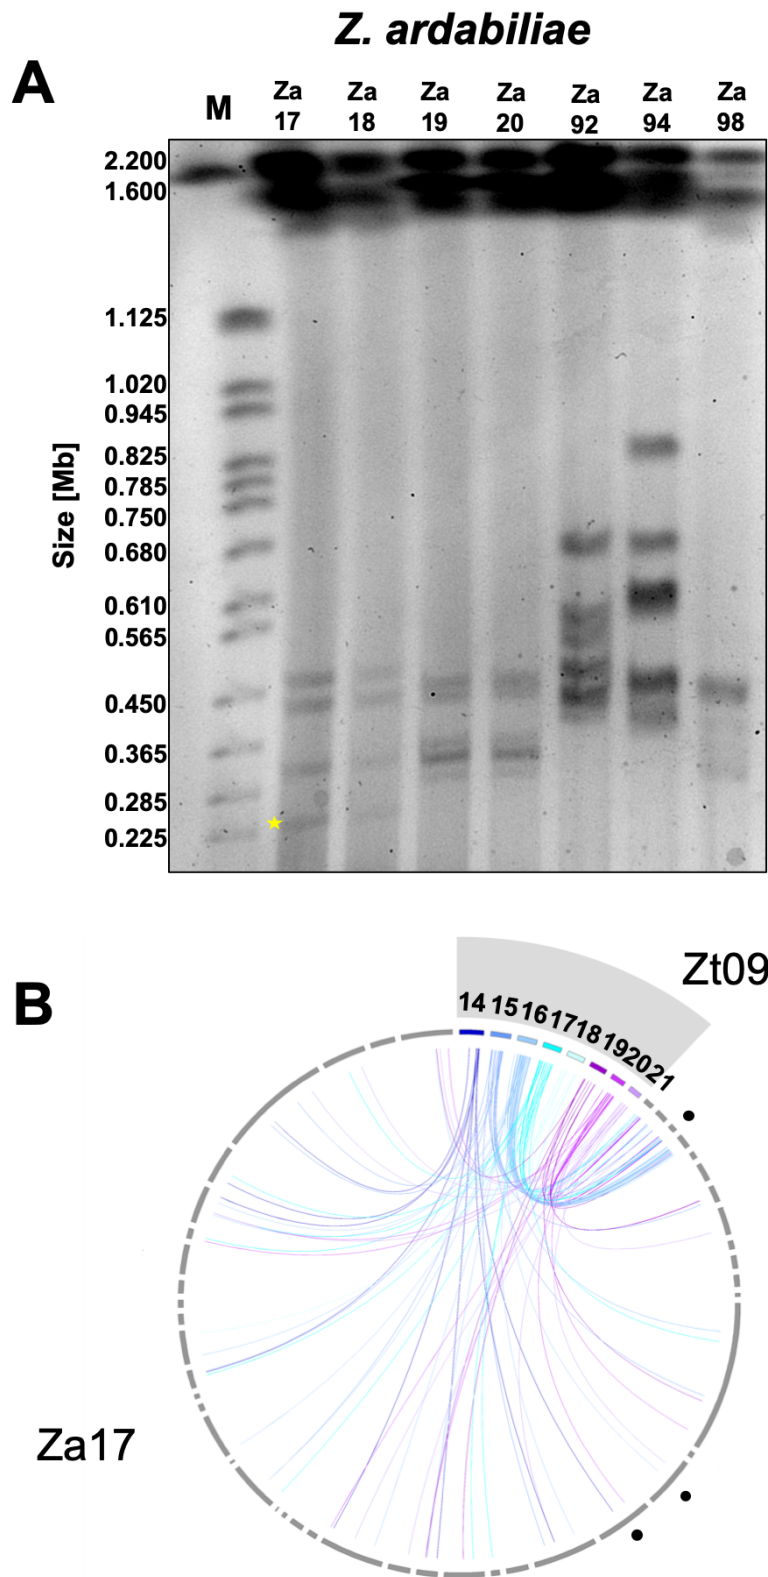 Z. ardabiliae
A
M Za 17 Za 18 Za 19 Za 20 Za 92 Za 94 Za 98
Size [Mb]
2.200
1.600
1.125
1.020
0.945
0.825
0.785
0.750
0.680
0.610
0.565
0.450
0.365
0.285
0.225
B
Zt09
14 15 16 17 18 19 20 21
Za17